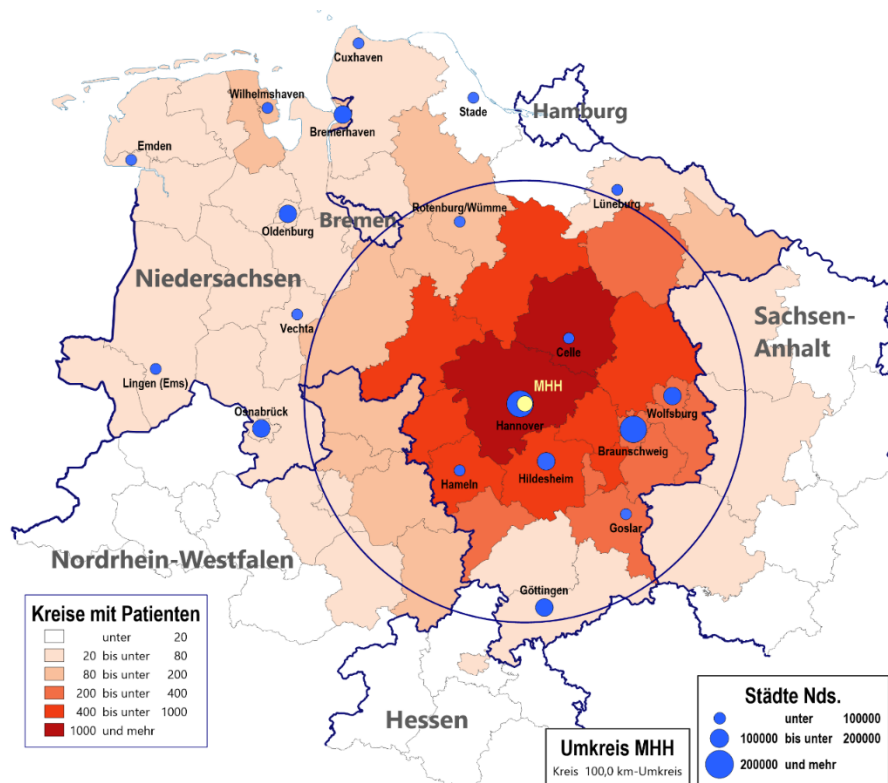 Cuxhaven
Wilhelmshaven
Stade
Hamburg
Bremerhaven
Emden
Lüneburg
Bremen
Rotenburg/Wümme
Oldenburg
Niedersachsen
Vechta
Sachsen-
Anhalt
Celle
Lingen (Ems)
MHH
Osnabrück
Hannover
Wolfsburg
Braunschweig
Hameln
Hildesheim
Goslar
Nordrhein-Westfalen
Göttingen
Hessen
Kreise mit Patienten
unter 20
20 bis unter 80
80 bis unter 200
200 bis unter 400
400 bis unter 1000
1000 und mehr
Umkreis MHH
Kreis 100,0 km-Umkreis
Städte Nds.
unter 100000
100000 bis unter 200000
200000 und mehr